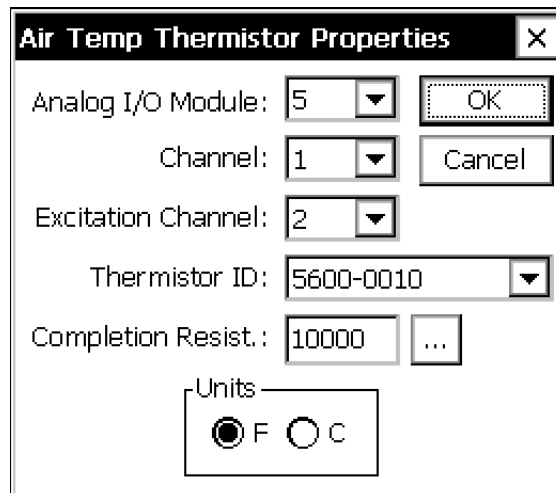 Air Temp Thermistor Properties
Analog I/O Module: 5 OK
Channel: 1 Cancel
Excitation Channel: 2
Thermistor ID: 5600-0010
Completion Resist.: 10000 ...
Units
F C